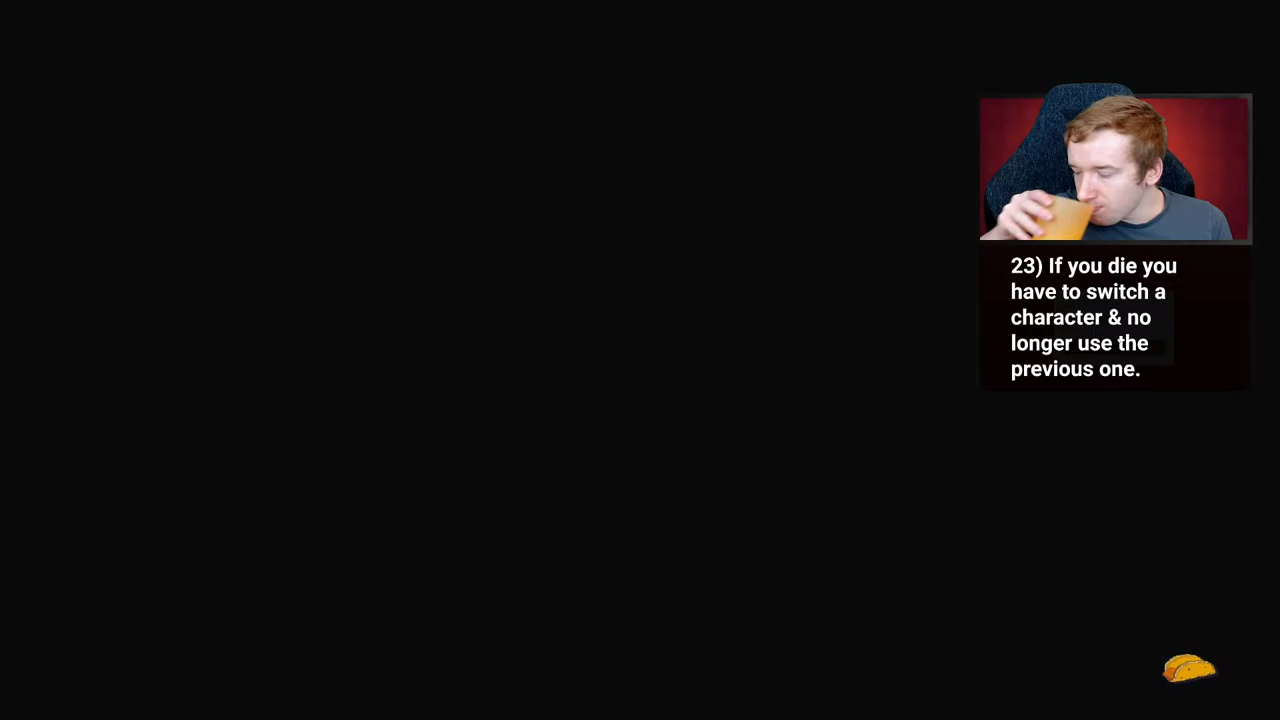 23) If you die you
have to switch a
character & no
longer use the
previous one.